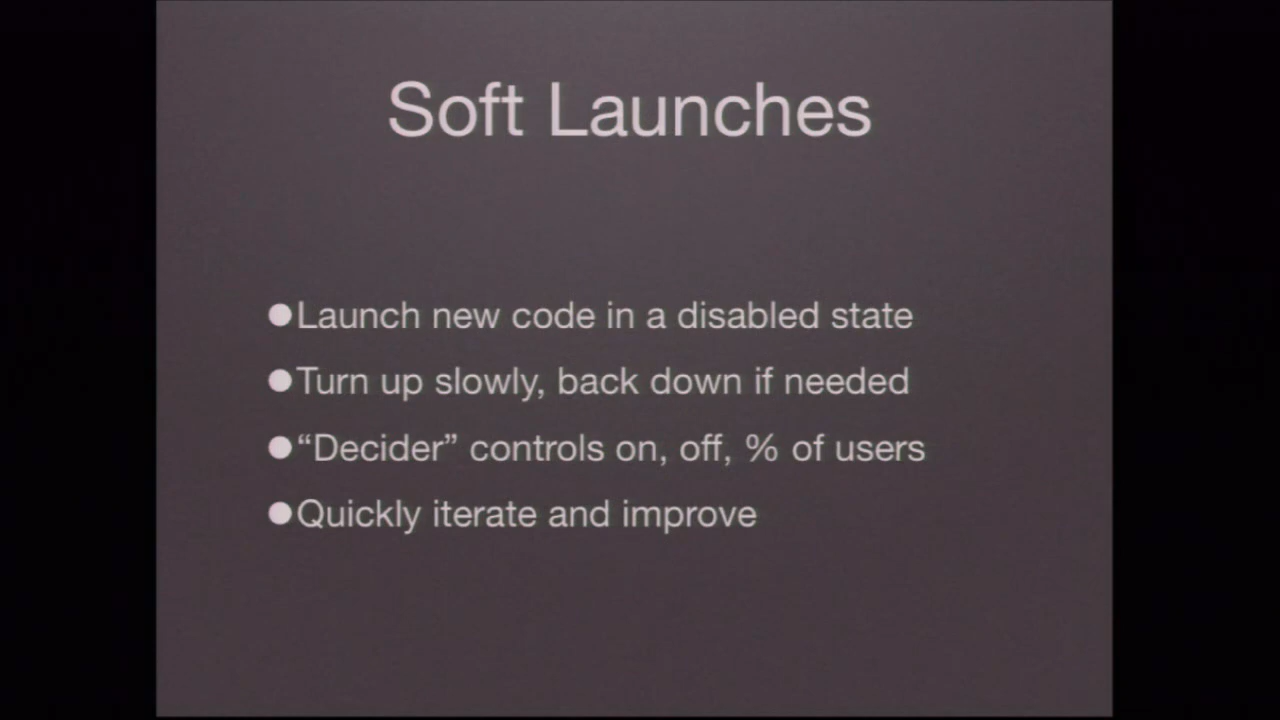 Soft Launches
●Launch new code in a disabled state
●Turn up slowly, back down if needed
●“Decider” controls on, off, % of users
●Quickly iterate and improve